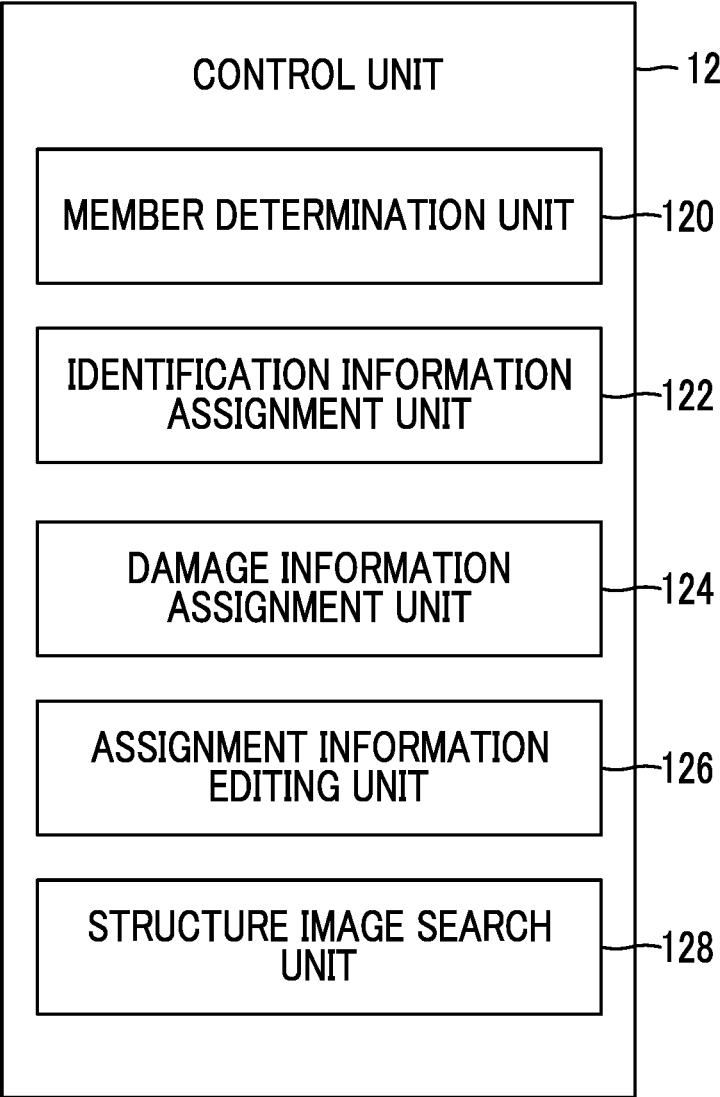 CONTROL UNIT
12
MEMBER DETERMINATION UNIT
120
IDENTIFICATION INFORMATION
ASSIGNMENT UNIT
122
DAMAGE INFORMATION
ASSIGNMENT UNIT
124
ASSIGNMENT INFORMATION
EDITING UNIT
126
STRUCTURE IMAGE SEARCH
UNIT
128